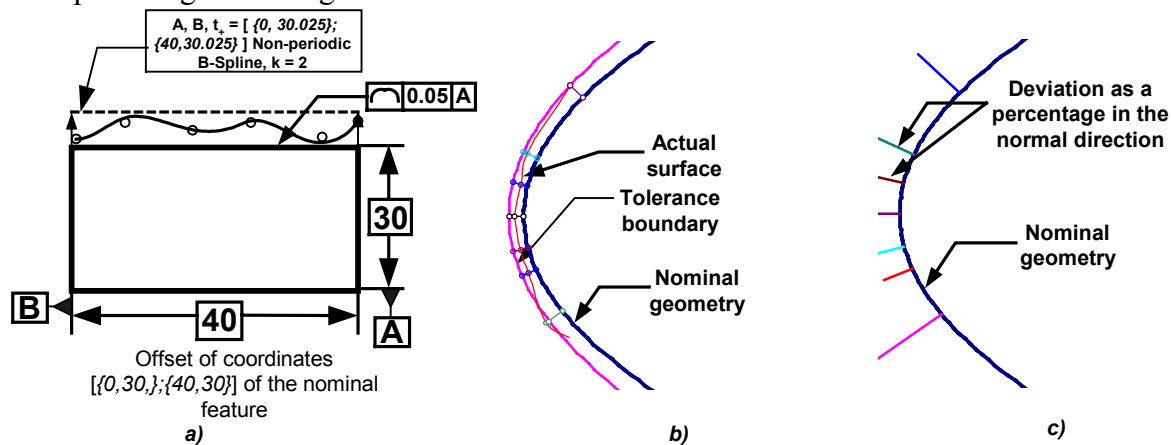 A, B, t+ = [ {0, 30.025};
{40,30.025} ] Non-periodic
B-Spline, k = 2
0.05 A
30
B
40
A
Offset of coordinates
[{0,30,};{40,30}] of the nominal
feature
a)
Actual
surface
Tolerance
boundary
Nominal
geometry
b)
Deviation as a
percentage in the
normal direction
Nominal
geometry
c)